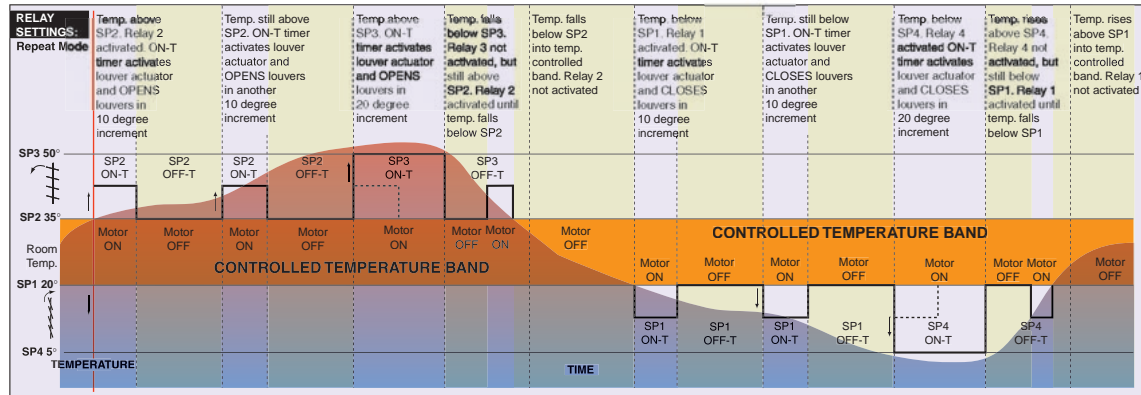 RELAY
SETTINGS:
Repeat Mode
Temp. above
SP2. Relay 2
activated. ON-T
timer activates
louver actuator
and OPENS
louvers in
10 degree
increment
Temp. still above
SP2. ON-T timer
activates louver
actuator and
OPENS louvers
in another
10 degree
increment
Temp above
SP3. ON-T
timer activates
louver actuator
and OPENS
louvers in
20 degree
increment
Temp. falls
below SP3.
Relay 3 not
activated, but
still above
SP2. Relay 2
activated until
temp. falls
below SP2
Temp. falls
below SP2
into temp.
controlled
band. Relay 2
not activated
Temp. below
SP1. Relay 1
activated. ON-T
timer activates
louver actuator
and CLOSES
louvers in
10 degree
increment
Temp. still below
SP1. ON-T timer
activates louver
actuator and
CLOSES louvers
in another
10 degree
increment
Temp. below
SP4. Relay 4
activated ON-T
timer activates
louver actuator
and CLOSES
louvers in
20 degree
increment
Temp. rises
above SP4.
Relay 4 not
activated, but
still below
SP1. Relay 1
activated until
temp. falls
below SP1
Temp. rises
above SP1
into temp.
controlled
band. Relay 1
not activated
SP3 50°
SP2
ON-T
SP2
OFF-T
SP2
ON-T
SP2
OFF-T
SP3
ON-T
SP3
OFF-T
SP2 35°
Motor
ON
Motor
OFF
Motor
ON
Motor
OFF
Motor
ON
Motor
OFF
Motor
ON
Motor
OFF
CONTROLLED TEMPERATURE BAND
Room
Temp.
CONTROLLED TEMPERATURE BAND
Motor
ON
Motor
OFF
Motor
ON
Motor
OFF
Motor
ON
Motor
OFF
Motor
ON
Motor
OFF
SP1 20°
SP1
ON-T
SP1
OFF-T
SP1
ON-T
SP1
OFF-T
SP4
ON-T
SP4
OFF-T
SP4 5°
TEMPERATURE
TIME